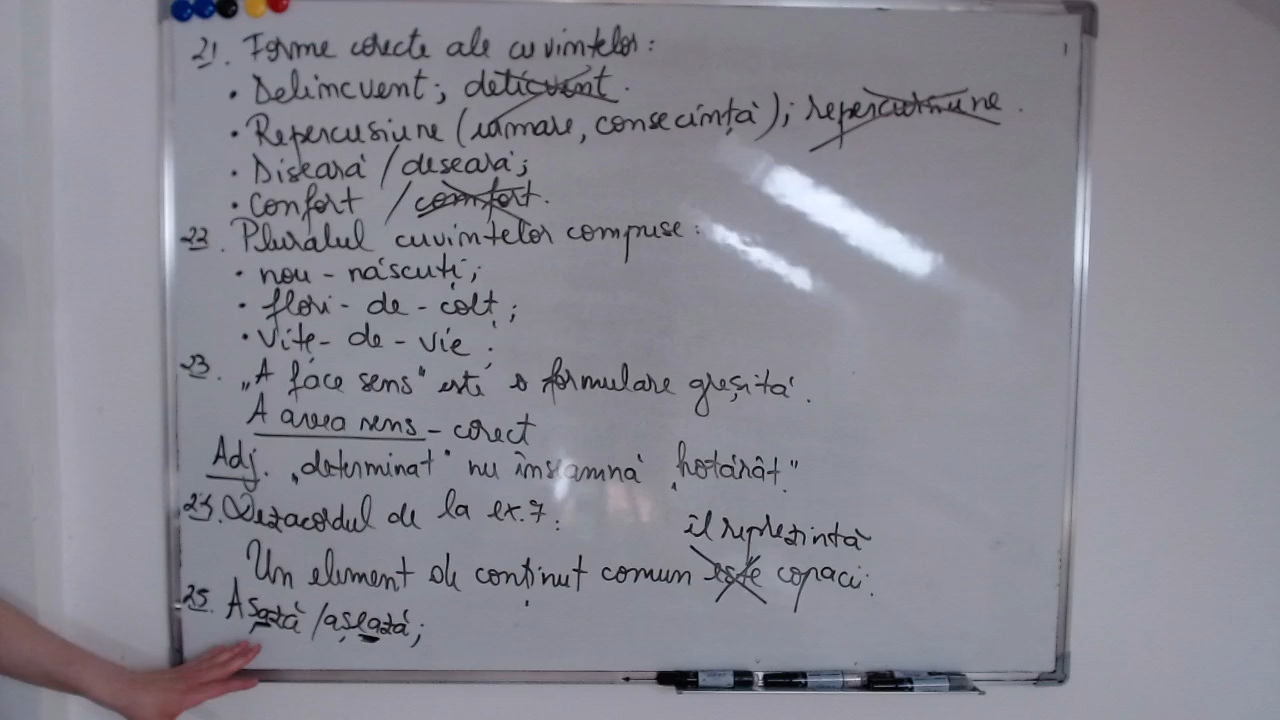 21. Forme corecte ale cuvintelor:
• Delincvent; delicvent.
• Repercusiune (urmare, consecință); repercursiune.
• Diseară / deseară;
• Confort / comfort.
22. Pluralul cuvintelor compuse:
• nou-născuți;
• flori-de-colț;
• Vițe-de-vie;
23. „A face sens" este o formulare greșită.
A avea sens - corect
Adj. „determinat" nu înseamnă „hotărât"
24. Dezacordul de la ex. 7:
îl reprezintă
Un element de conținut comun este copaci.
25. Așază / așează;